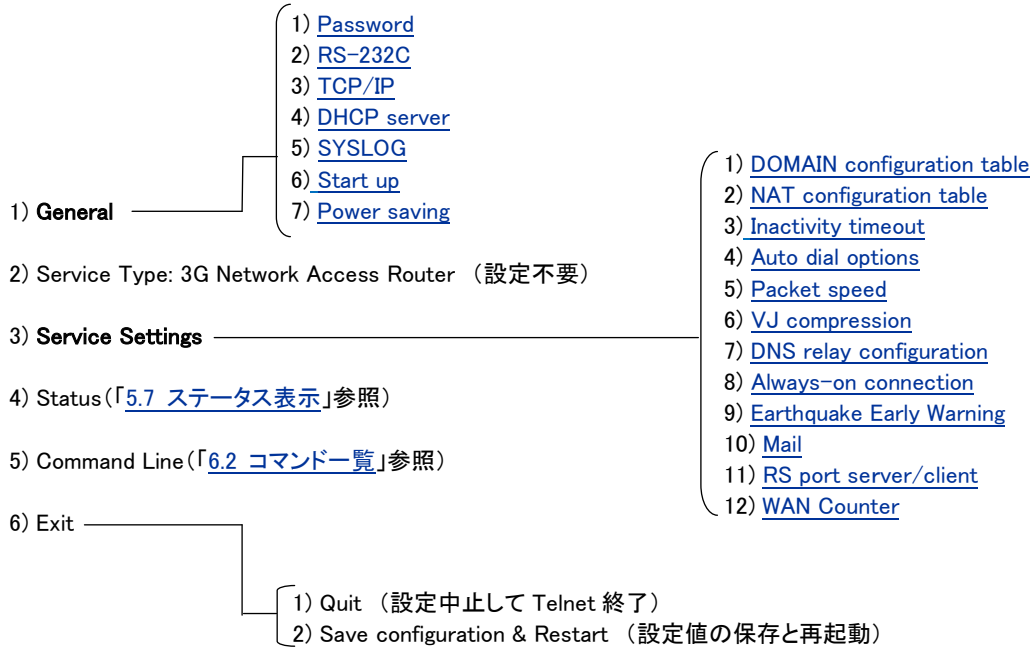 1) General
1) Password
2) RS-232C
3) TCP/IP
4) DHCP server
5) SYSLOG
6) Start up
7) Power saving
2) Service Type: 3G Network Access Router （設定不要）
3) Service Settings
1) DOMAIN configuration table
2) NAT configuration table
3) Inactivity timeout
4) Auto dial options
5) Packet speed
6) VJ compression
7) DNS relay configuration
8) Always-on connection
9) Earthquake Early Warning
10) Mail
11) RS port server/client
12) WAN Counter
4) Status（「5.7 ステータス表示」参照）
5) Command Line（「6.2 コマンド一覧」参照）
6) Exit
1) Quit （設定中止して Telnet 終了）
2) Save configuration & Restart （設定値の保存と再起動）